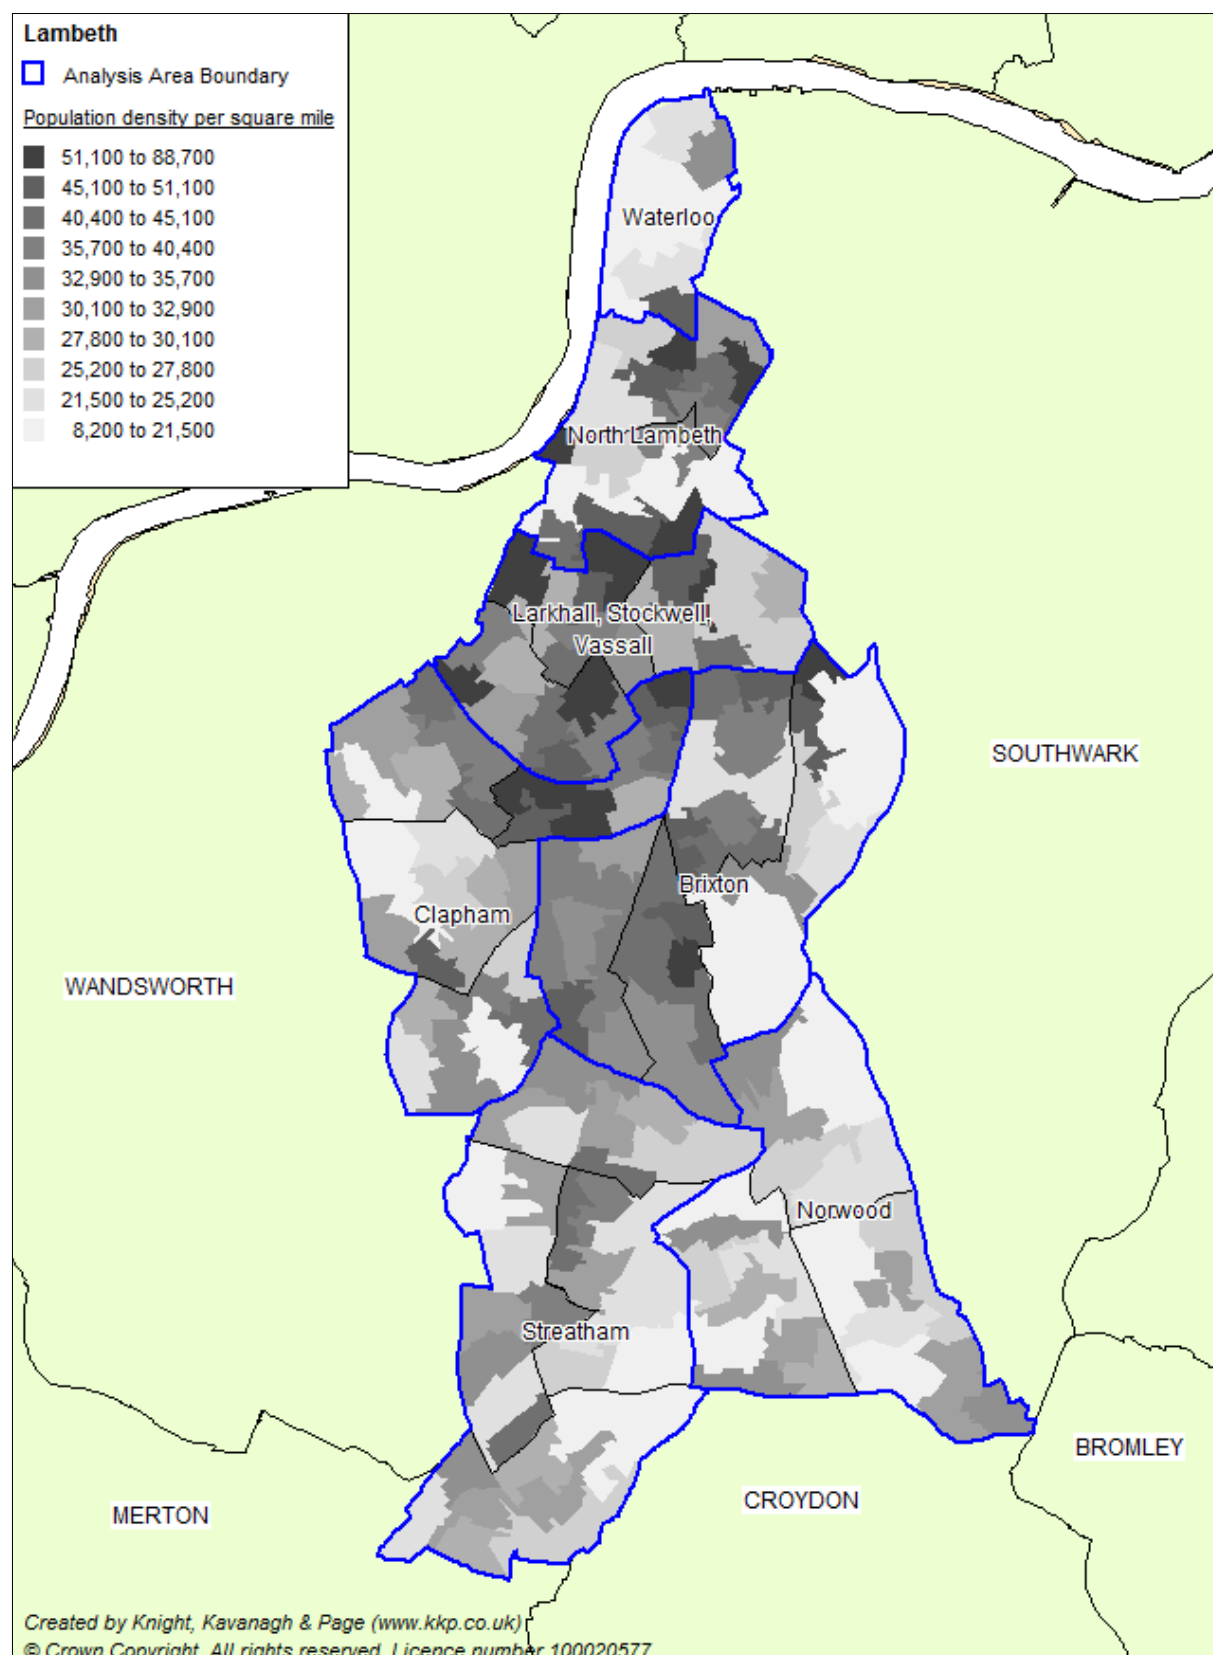 Lambeth
Analysis Area Boundary
Population density per square mile
51,100 to 88,700
45,100 to 51,100
40,400 to 45,100
35,700 to 40,400
32,900 to 35,700
30,100 to 32,900
27,800 to 30,100
25,200 to 27,800
21,500 to 25,200
8,200 to 21,500
Waterloo
North Lambeth
Larkhall, Stockwell,
Vassall
SOUTHWARK
Brixton
Clapham
WANDSWORTH
Norwood
Streatham
BROMLEY
CROYDON
MERTON
Created by Knight, Kavanagh & Page (www.kkp.co.uk)
© Crown Copyright. All rights reserved. Licence number 100020577